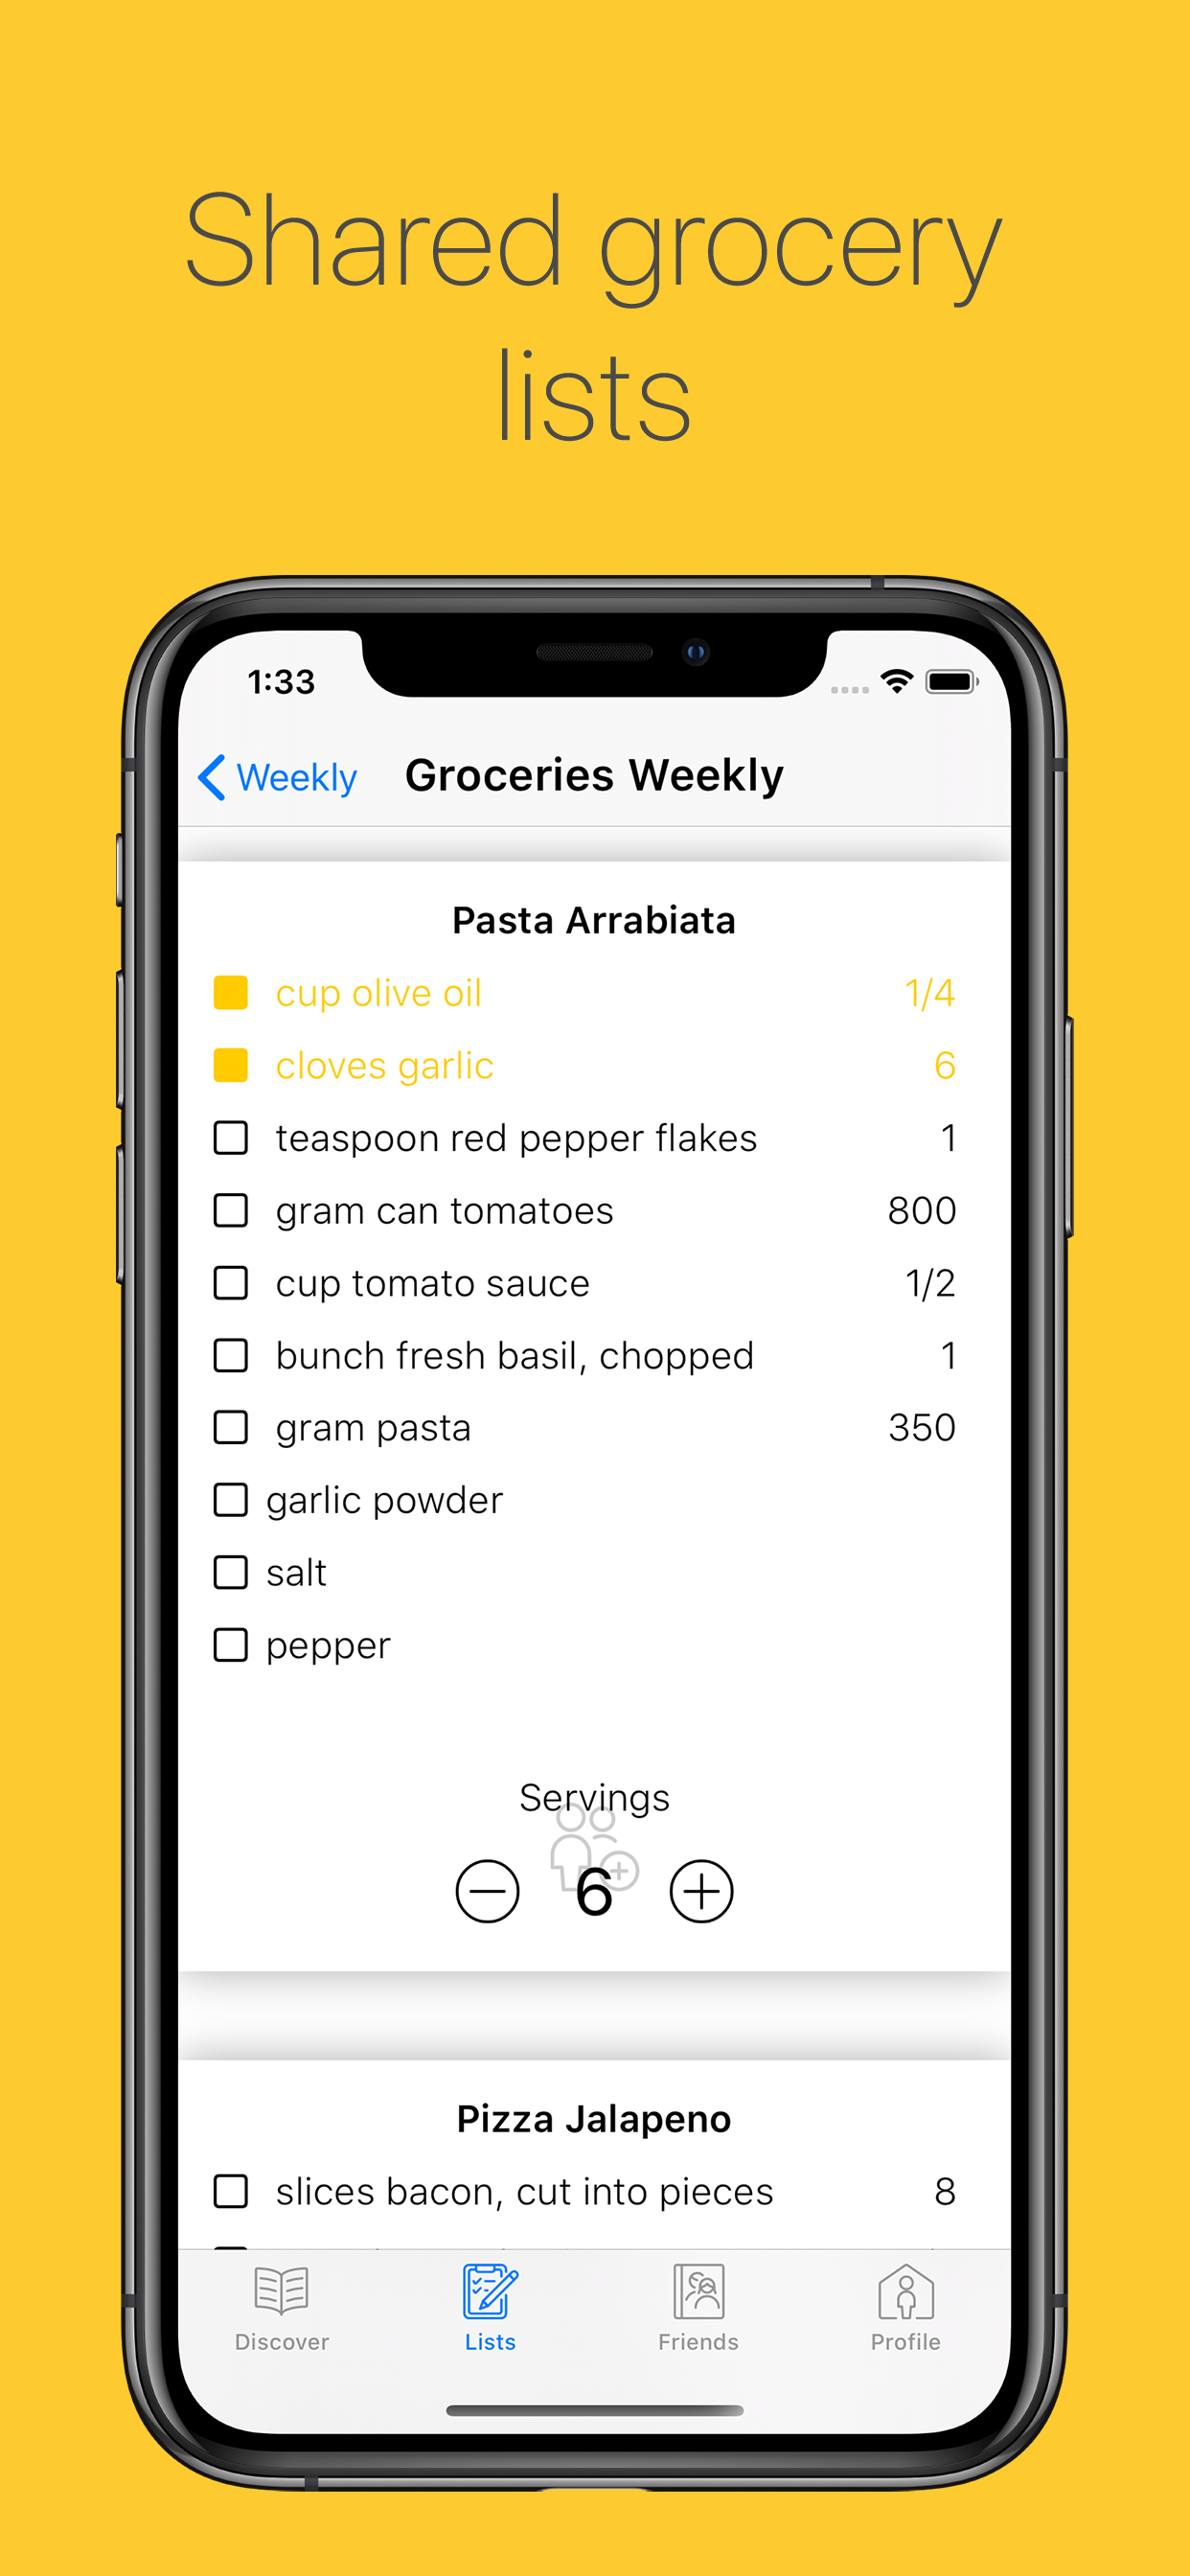 Shared grocery
lists
1:33
Weekly
Groceries Weekly
Pasta Arrabiata
cup olive oil 1/4
cloves garlic 6
teaspoon red pepper flakes 1
gram can tomatoes 800
cup tomato sauce 1/2
bunch fresh basil, chopped 1
gram pasta 350
garlic powder
salt
pepper
Servings
6
Pizza Jalapeno
slices bacon, cut into pieces 8
Discover
Lists
Friends
Profile